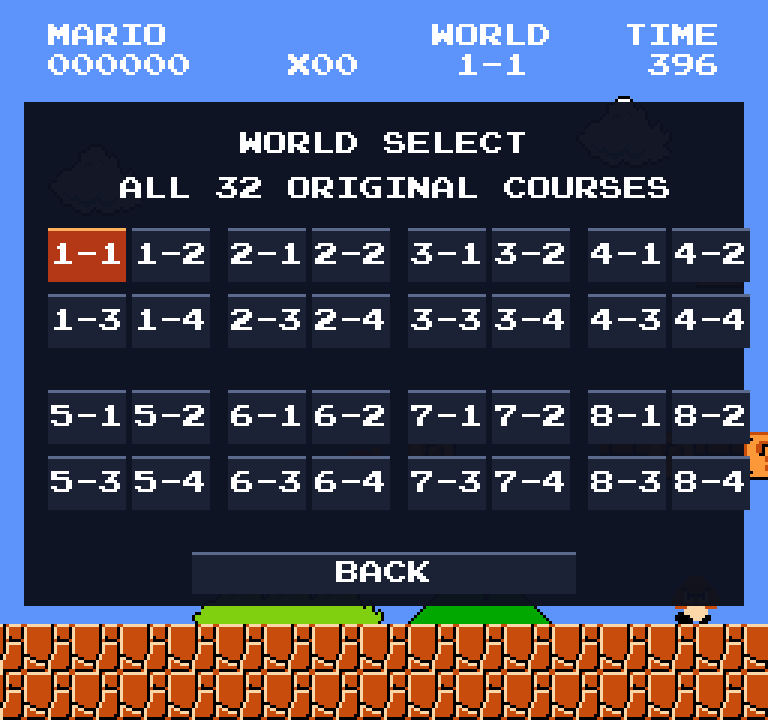 MARIO WORLD TIME
000000 x00 1-1 396
WORLD SELECT
ALL 32 ORIGINAL COURSES
1-1 1-2 2-1 2-2 3-1 3-2 4-1 4-2
1-3 1-4 2-3 2-4 3-3 3-4 4-3 4-4
5-1 5-2 6-1 6-2 7-1 7-2 8-1 8-2
5-3 5-4 6-3 6-4 7-3 7-4 8-3 8-4
BACK